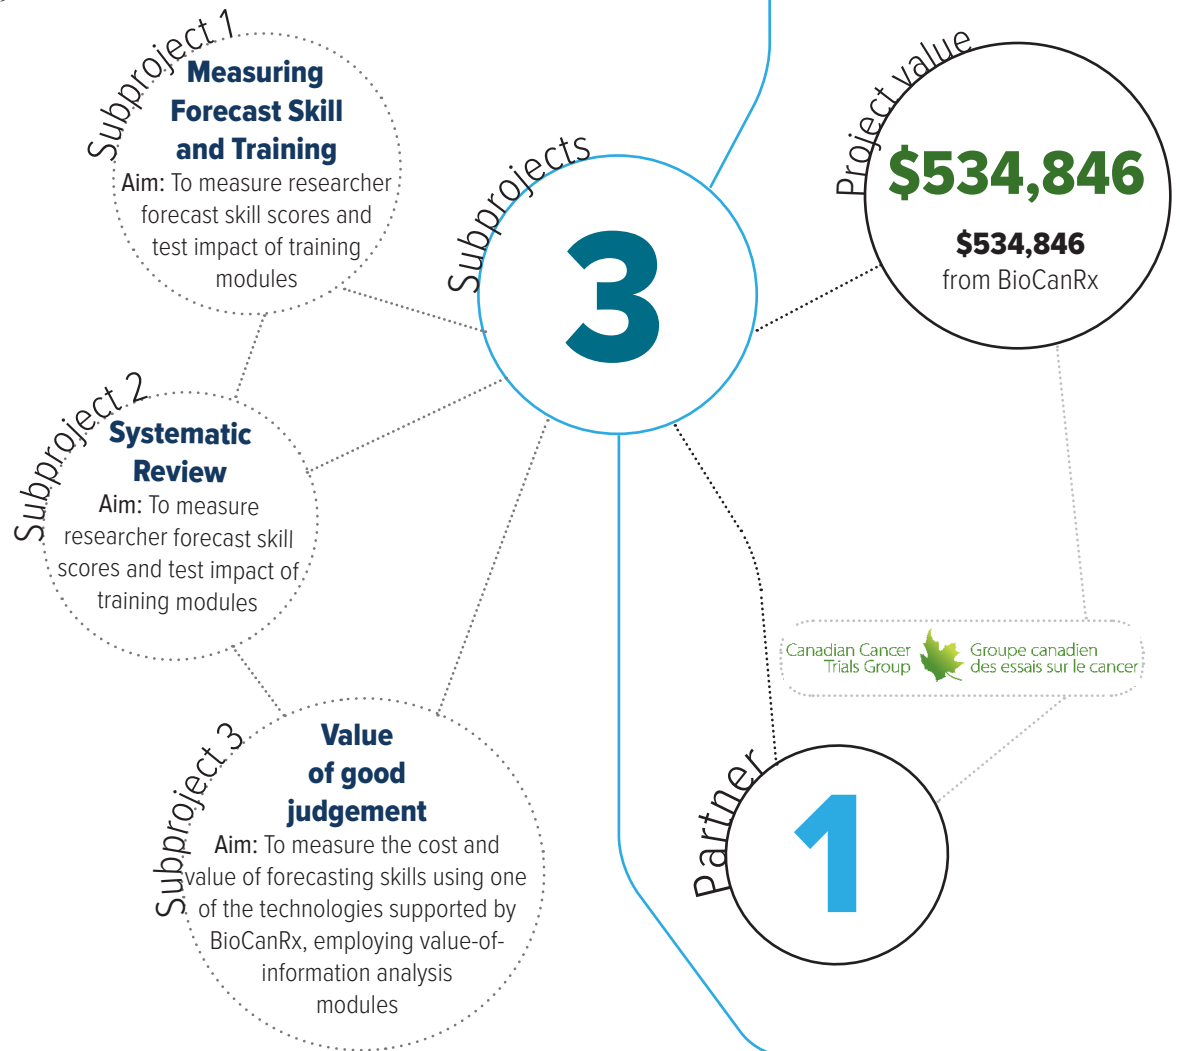 Subproject 1
Measuring
Forecast Skill
and Training
Aim: To measure researcher
forecast skill scores and
test impact of training
modules
Subprojects
3
Project value
$534,846
$534,846
from BioCanRx
Subproject 2
Systematic
Review
Aim: To measure
researcher forecast skill
scores and test impact of
training modules
Canadian Cancer
Trials Group
Groupe canadien
des essais sur le cancer
Subproject 3
Value
of good
judgement
Aim: To measure the cost and
value of forecasting skills using one
of the technologies supported by
BioCanRx, employing value-of-
information analysis
modules
Partner
1